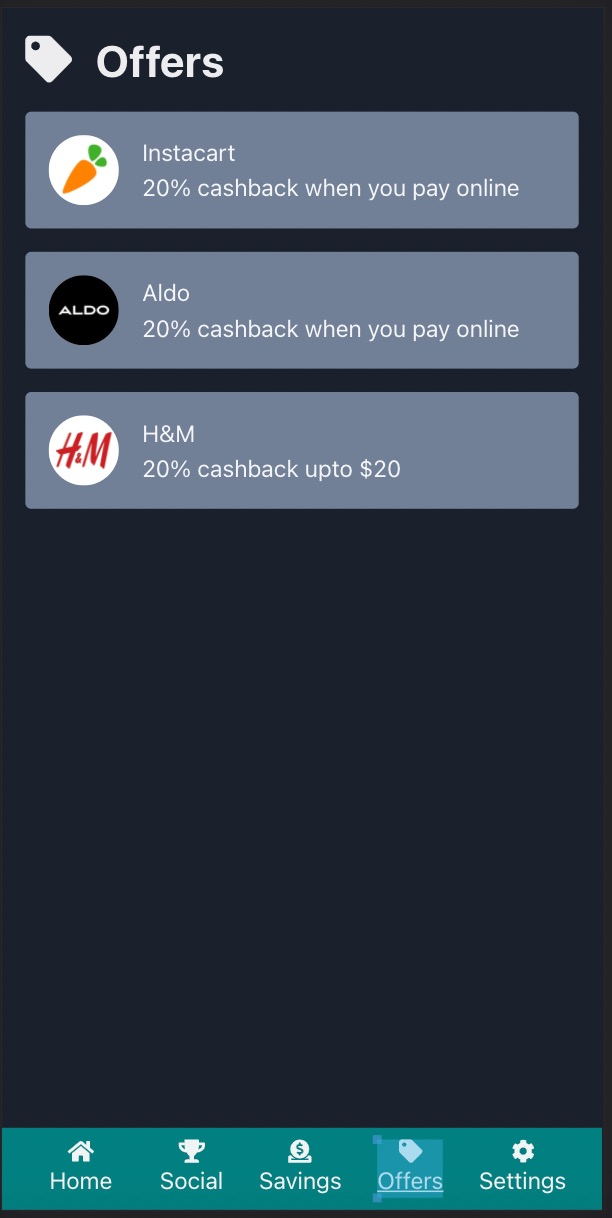 Offers
Instacart
20% cashback when you pay online
ALDO
Aldo
20% cashback when you pay online
H&M
H&M
20% cashback upto $20
$
Home
Social
Savings
Offers
Settings